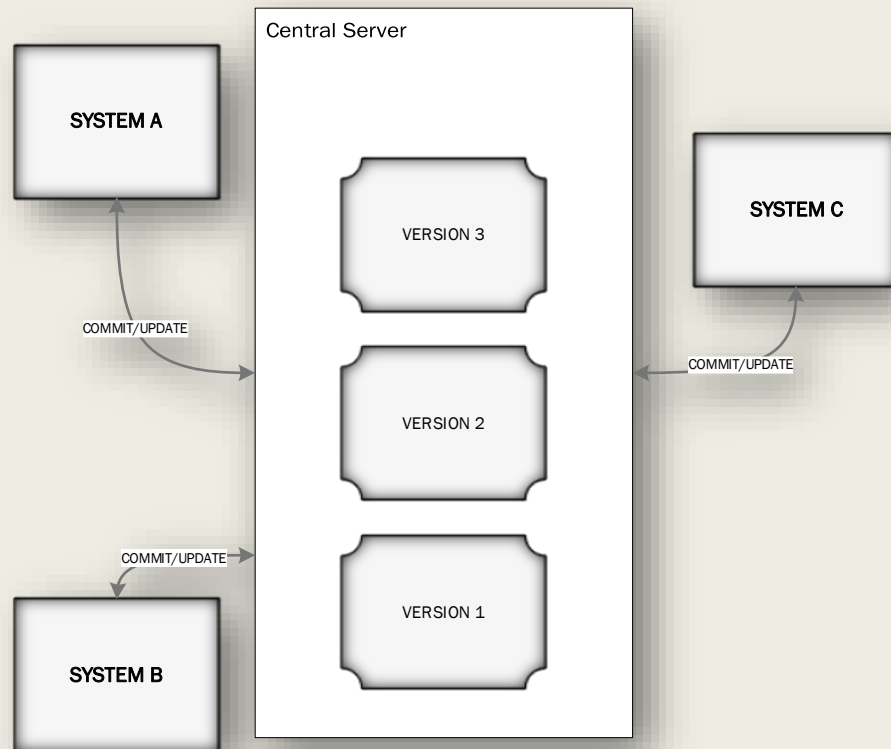 Central Server
SYSTEM A
VERSION 3
SYSTEM C
COMMIT/UPDATE
COMMIT/UPDATE
VERSION 2
COMMIT/UPDATE
VERSION 1
SYSTEM B